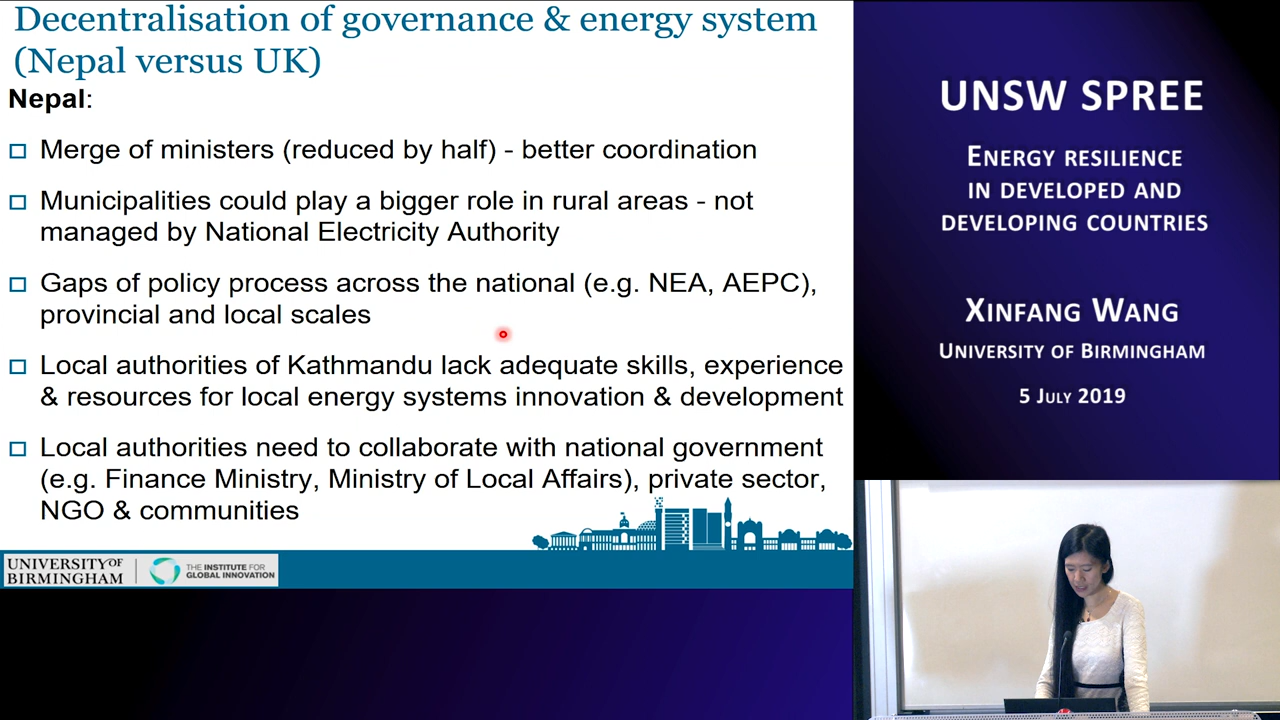 Decentralisation of governance & energy system
(Nepal versus UK)
Nepal:
Merge of ministers (reduced by half) - better coordination
Municipalities could play a bigger role in rural areas - not
managed by National Electricity Authority
Gaps of policy process across the national (e.g. NEA, AEPC),
provincial and local scales
Local authorities of Kathmandu lack adequate skills, experience
& resources for local energy systems innovation & development
Local authorities need to collaborate with national government
(e.g. Finance Ministry, Ministry of Local Affairs), private sector,
NGO & communities
UNIVERSITY OF
BIRMINGHAM
THE INSTITUTE FOR
GLOBAL INNOVATION
UNSW SPREE
ENERGY RESILIENCE
IN DEVELOPED AND
DEVELOPING COUNTRIES
XINFANG WANG
UNIVERSITY OF BIRMINGHAM
5 JULY 2019